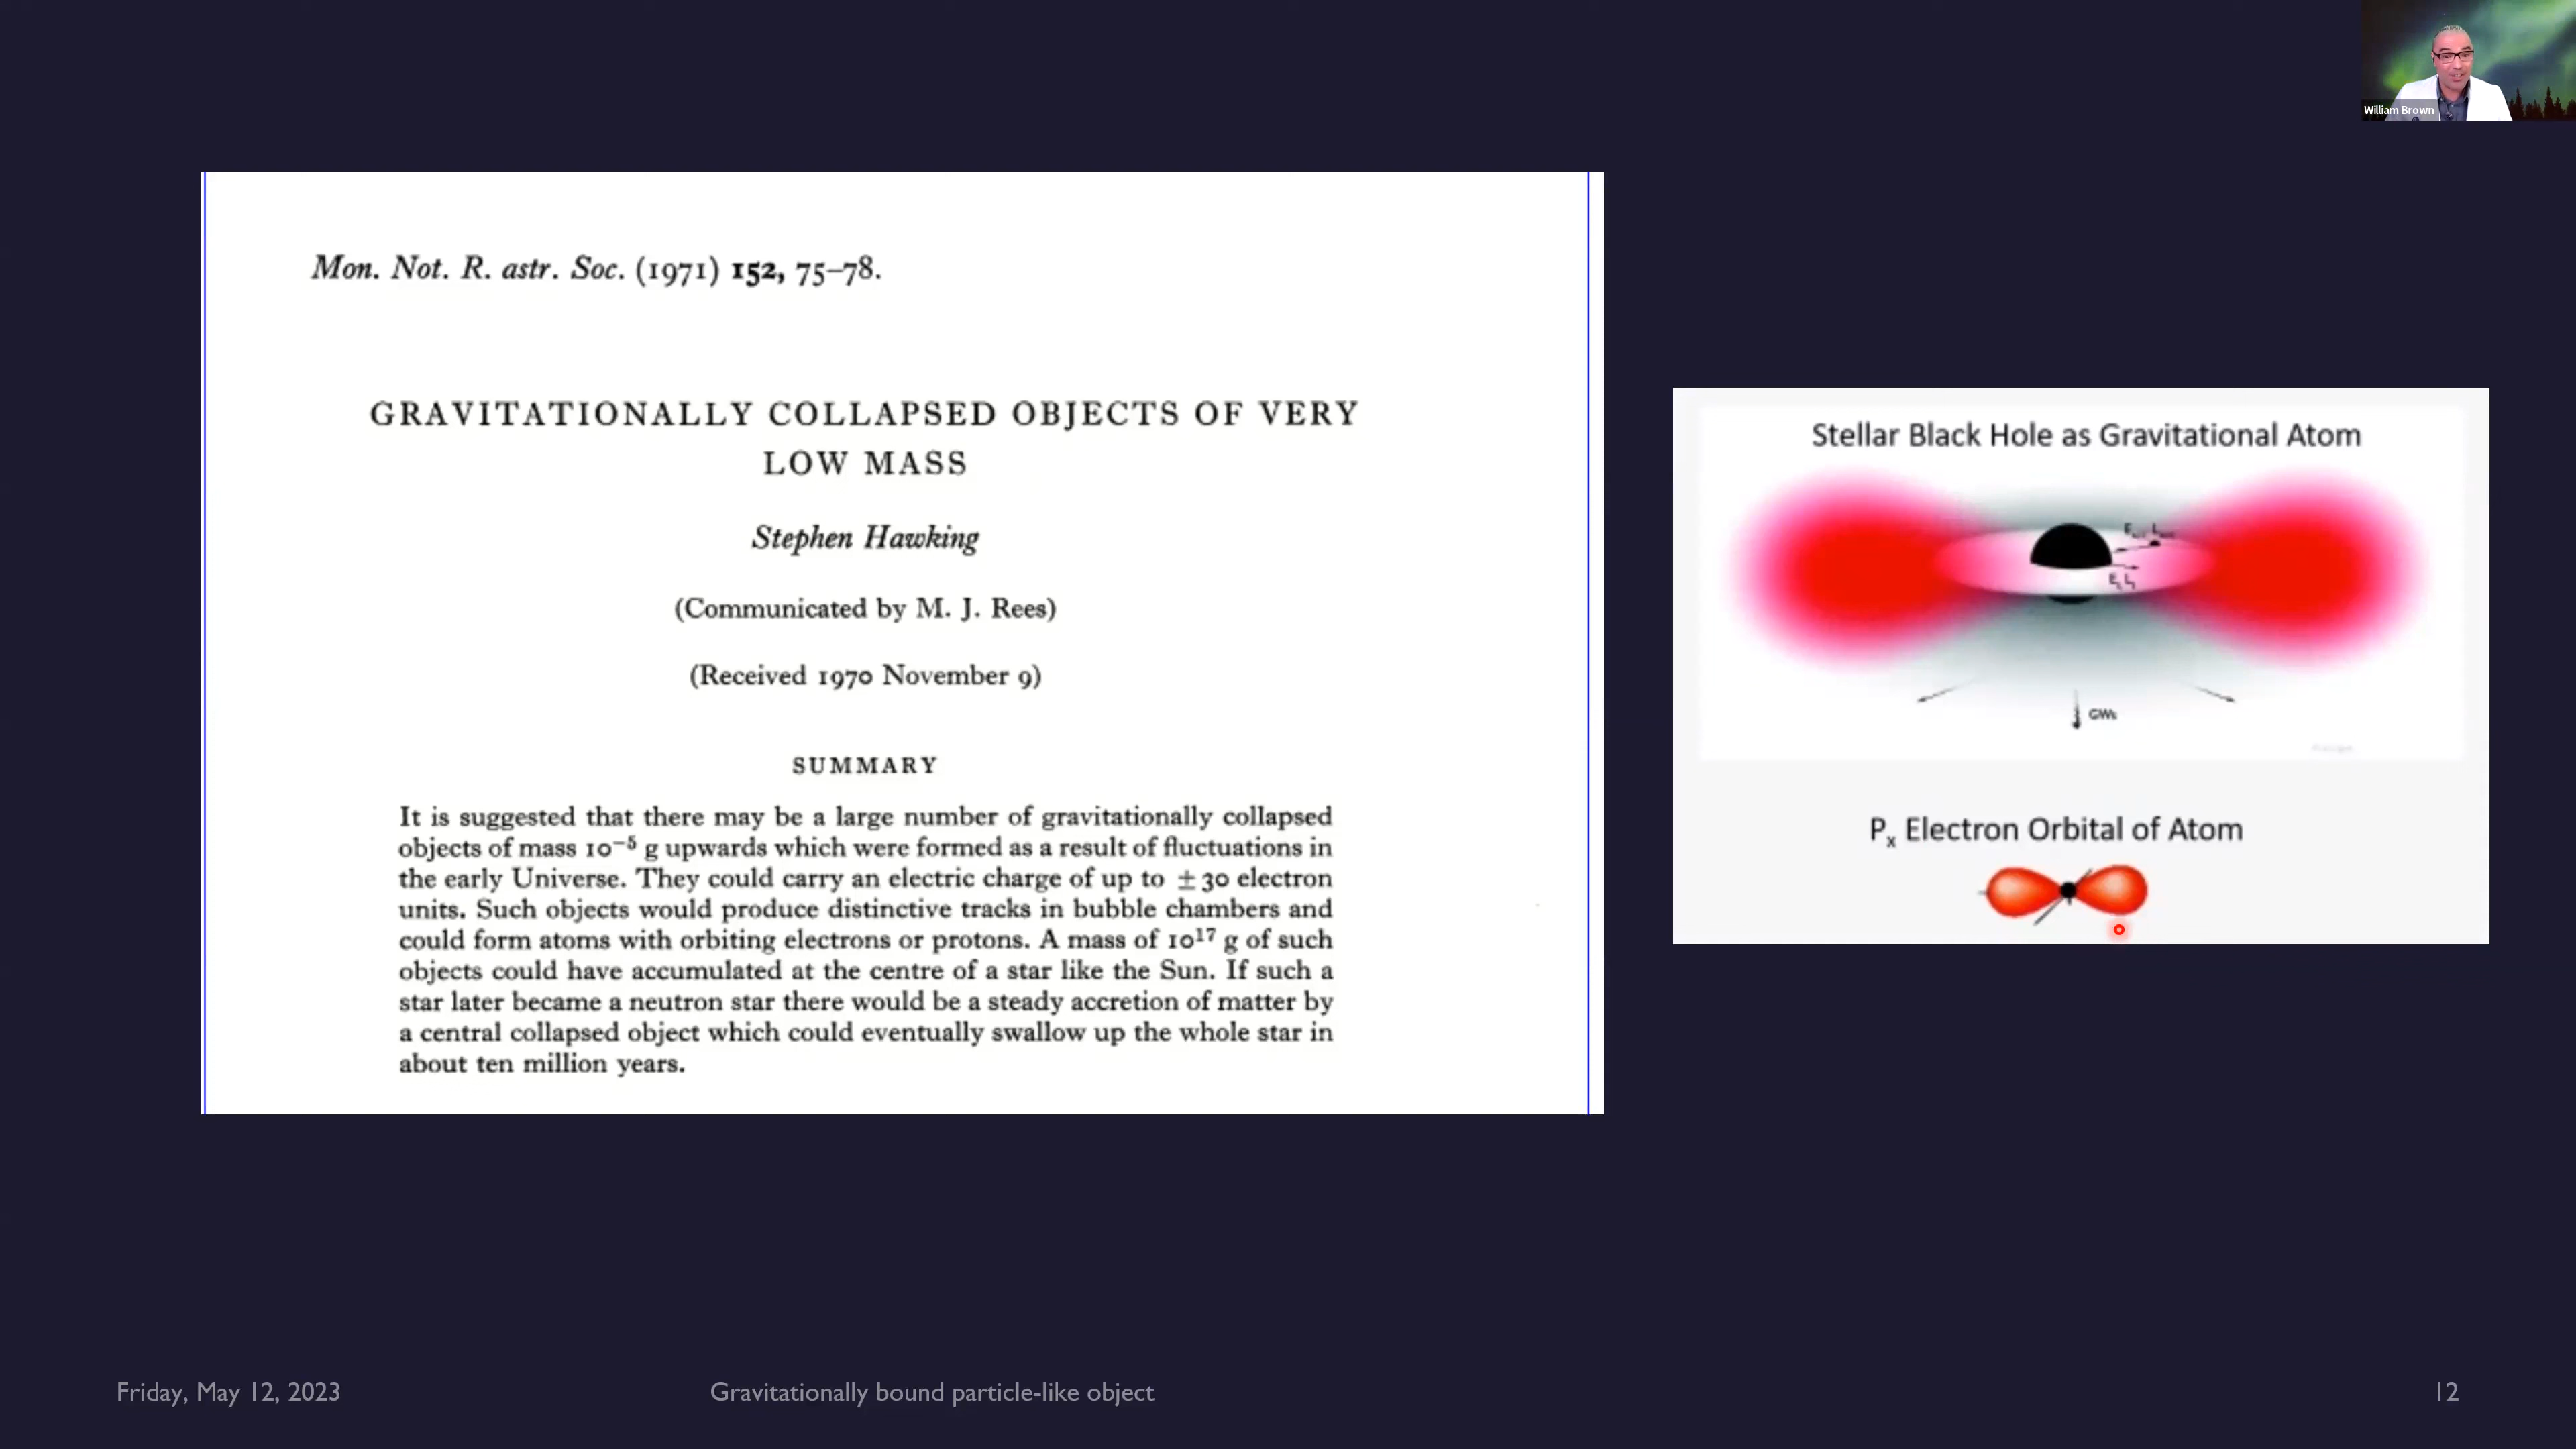 William Brown
Mon. Not. R. astr. Soc. (1971) 152, 75–78.
GRAVITATIONALLY COLLAPSED OBJECTS OF VERY
LOW MASS
Stephen Hawking
(Communicated by M. J. Rees)
(Received 1970 November 9)
SUMMARY
It is suggested that there may be a large number of gravitationally collapsed
objects of mass 10⁻⁵ g upwards which were formed as a result of fluctuations in
the early Universe. They could carry an electric charge of up to ±30 electron
units. Such objects would produce distinctive tracks in bubble chambers and
could form atoms with orbiting electrons or protons. A mass of 10¹⁷ g of such
objects could have accumulated at the centre of a star like the Sun. If such a
star later became a neutron star there would be a steady accretion of matter by
a central collapsed object which could eventually swallow up the whole star in
about ten million years.
Stellar Black Hole as Gravitational Atom
GWs
Pₓ Electron Orbital of Atom
Friday, May 12, 2023
Gravitationally bound particle-like object
12